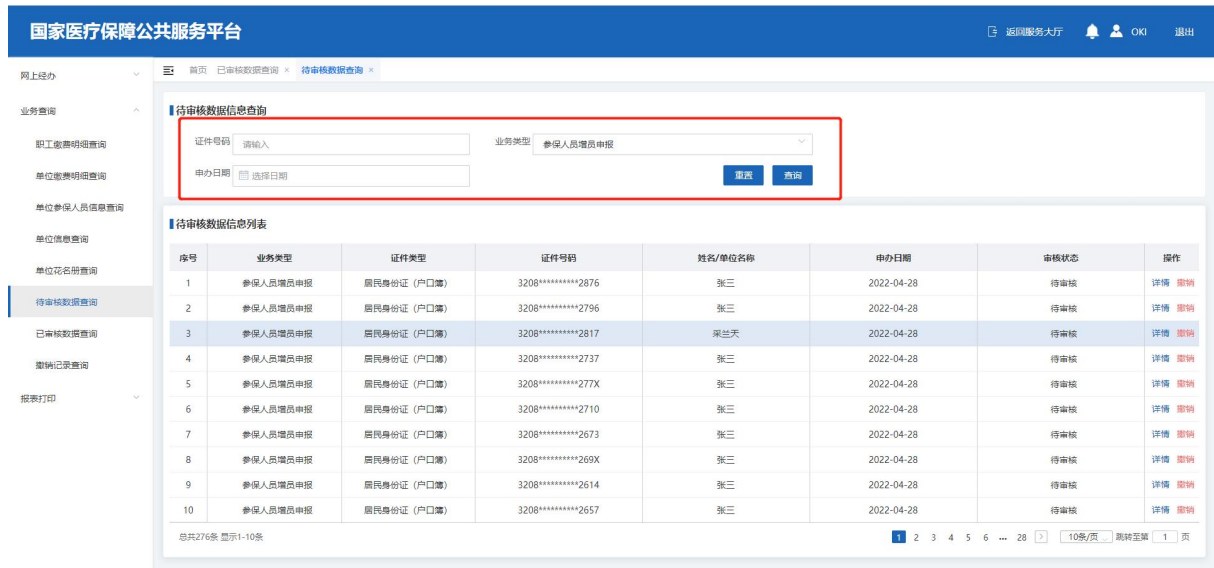 国家医疗保障公共服务平台
返回服务大厅 OKI 退出
网上经办
首页 已审核数据查询 × 待审核数据查询 ×
业务查询
职工缴费明细查询
单位缴费明细查询
单位参保人员信息查询
单位信息查询
单位花名册查询
待审核数据查询
已审核数据查询
撤销记录查询
报表打印
待审核数据信息查询
证件号码 请输入 业务类型 参保人员增员申报
申办日期 选择日期 重置 查询
待审核数据信息列表
序号 业务类型 证件类型 证件号码 姓名/单位名称 申办日期 审核状态 操作
1 参保人员增员申报 居民身份证（户口簿） 3208**********2876 张三 2022-04-28 待审核 详情 撤销
2 参保人员增员申报 居民身份证（户口簿） 3208**********2796 张三 2022-04-28 待审核 详情 撤销
3 参保人员增员申报 居民身份证（户口簿） 3208**********2817 采兰天 2022-04-28 待审核 详情 撤销
4 参保人员增员申报 居民身份证（户口簿） 3208**********2737 张三 2022-04-28 待审核 详情 撤销
5 参保人员增员申报 居民身份证（户口簿） 3208**********277X 张三 2022-04-28 待审核 详情 撤销
6 参保人员增员申报 居民身份证（户口簿） 3208**********2710 张三 2022-04-28 待审核 详情 撤销
7 参保人员增员申报 居民身份证（户口簿） 3208**********2673 张三 2022-04-28 待审核 详情 撤销
8 参保人员增员申报 居民身份证（户口簿） 3208**********269X 张三 2022-04-28 待审核 详情 撤销
9 参保人员增员申报 居民身份证（户口簿） 3208**********2614 张三 2022-04-28 待审核 详情 撤销
10 参保人员增员申报 居民身份证（户口簿） 3208**********2657 张三 2022-04-28 待审核 详情 撤销
总共276条 显示1-10条 1 2 3 4 5 6 ... 28 > 10条/页 跳转至第 1 页